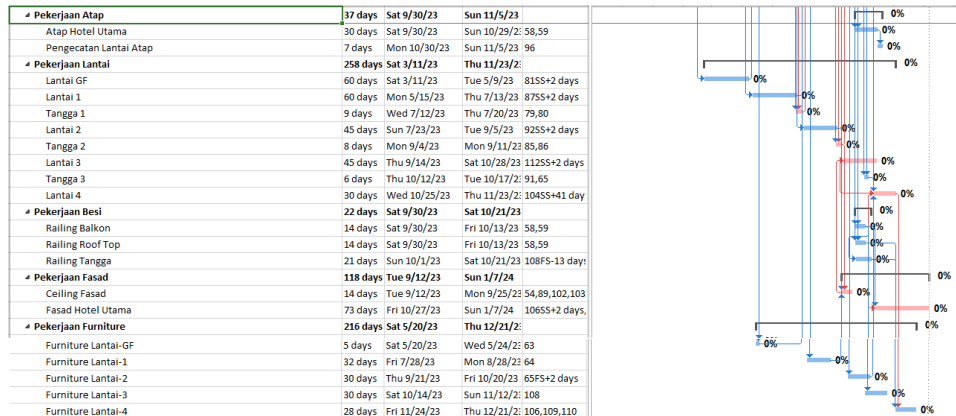 Pekerjaan Atap 37 days Sat 9/30/23 Sun 11/5/23 0%
Atap Hotel Utama 30 days Sat 9/30/23 Sun 10/29/23 58,59 0%
Pengecatan Lantai Atap 7 days Mon 10/30/23 Sun 11/5/23 96 0%
Pekerjaan Lantai 258 days Sat 3/11/23 Thu 11/23/23 0%
Lantai GF 60 days Sat 3/11/23 Tue 5/9/23 81SS+2 days 0%
Lantai 1 60 days Mon 5/15/23 Thu 7/13/23 87SS+2 days 0%
Tangga 1 9 days Wed 7/12/23 Thu 7/20/23 79,80 0%
Lantai 2 45 days Sun 7/23/23 Tue 9/5/23 92SS+2 days 0%
Tangga 2 8 days Mon 9/4/23 Mon 9/11/23 85,86 0%
Lantai 3 45 days Thu 9/14/23 Sat 10/28/23 112SS+2 days 0%
Tangga 3 6 days Thu 10/12/23 Tue 10/17/23 91,65 0%
Lantai 4 30 days Wed 10/25/23 Thu 11/23/23 104SS+41 day 0%
Pekerjaan Besi 22 days Sat 9/30/23 Sat 10/21/23 0%
Railing Balkon 14 days Sat 9/30/23 Fri 10/13/23 58,59 0%
Railing Roof Top 14 days Sat 9/30/23 Fri 10/13/23 58,59 0%
Railing Tangga 21 days Sun 10/1/23 Sat 10/21/23 108FS-13 days 0%
Pekerjaan Fasad 118 days Tue 9/12/23 Sun 1/7/24 0%
Ceiling Fasad 14 days Tue 9/12/23 Mon 9/25/23 54,89,102,103 0%
Fasad Hotel Utama 73 days Fri 10/27/23 Sun 1/7/24 106SS+2 days, 0%
Pekerjaan Furniture 216 days Sat 5/20/23 Thu 12/21/23 0%
Furniture Lantai-GF 5 days Sat 5/20/23 Wed 5/24/23 63 0%
Furniture Lantai-1 32 days Fri 7/28/23 Mon 8/28/23 64 0%
Furniture Lantai-2 30 days Thu 9/21/23 Fri 10/20/23 65FS+2 days 0%
Furniture Lantai-3 30 days Sat 10/14/23 Sun 11/12/23 108 0%
Furniture Lantai-4 28 days Fri 11/24/23 Thu 12/21/23 106,109,110 0%